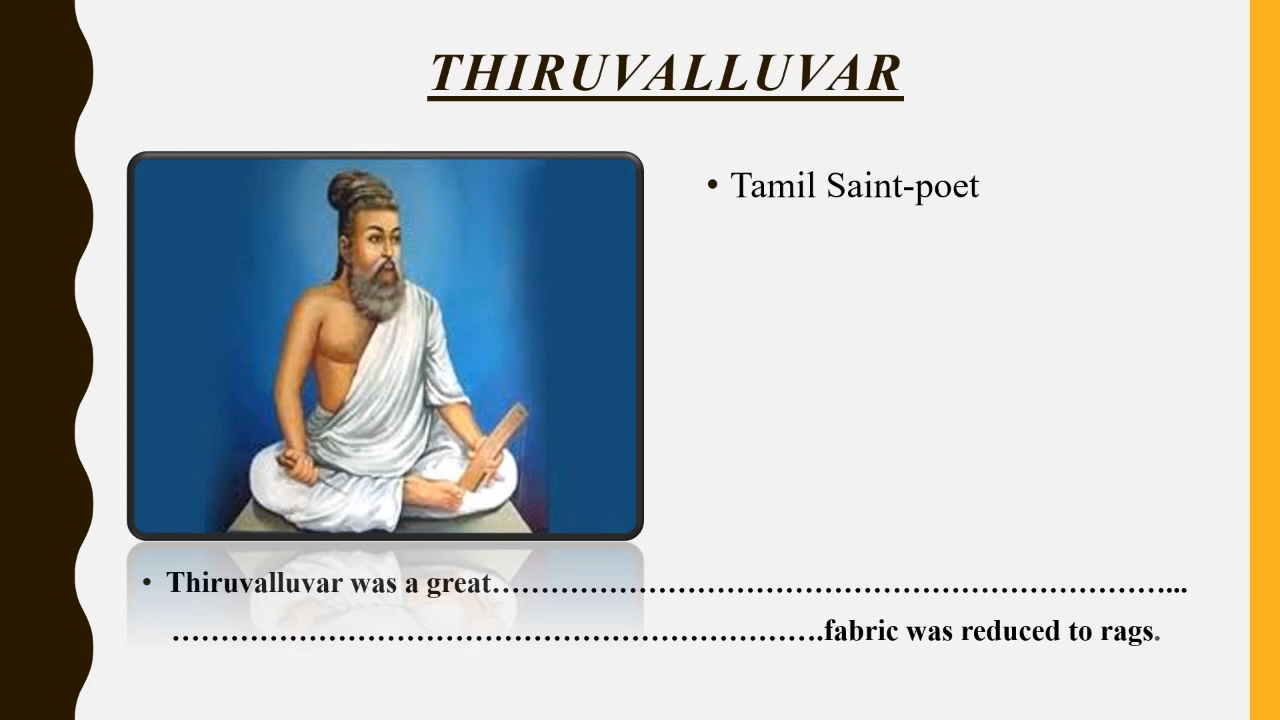 THIRUVALLUVAR
• Tamil Saint-poet
• Thiruvalluvar was a great……………………………………………………………...
………………………………………………………….fabric was reduced to rags.